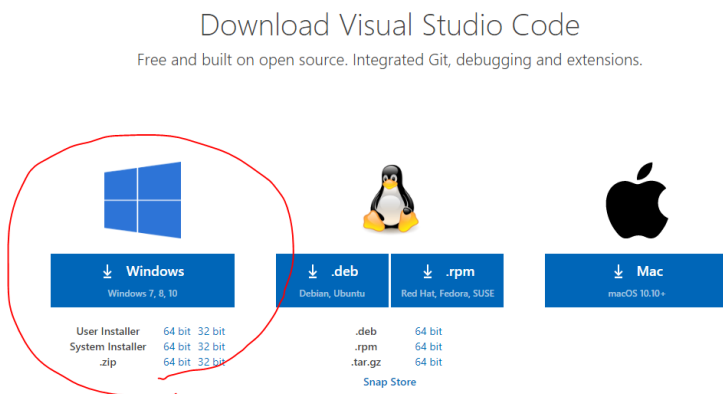 Download Visual Studio Code
Free and built on open source. Integrated Git, debugging and extensions.
Windows
Windows 7, 8, 10
User Installer 64 bit 32 bit
System Installer 64 bit 32 bit
.zip 64 bit 32 bit
.deb
Debian, Ubuntu
.rpm
Red Hat, Fedora, SUSE
.deb 64 bit
.rpm 64 bit
.tar.gz 64 bit
Snap Store
Mac
macOS 10.10+